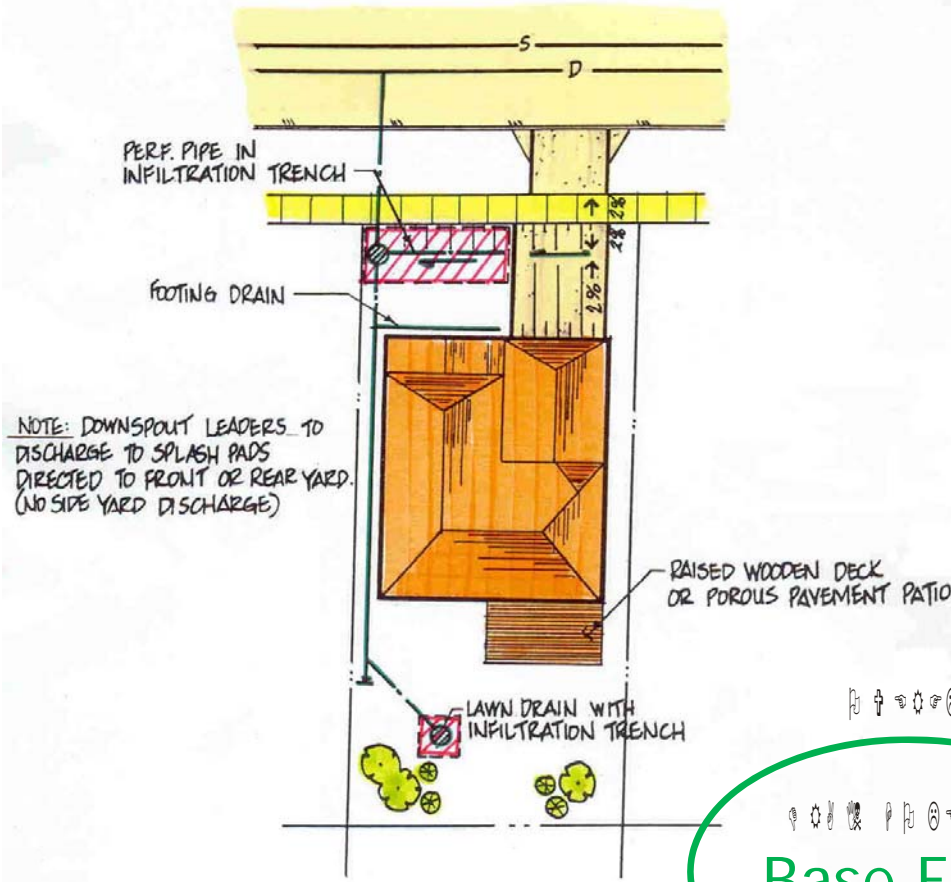 S
D
PERF. PIPE IN
INFILTRATION TRENCH
2%
2%
2%
FOOTING DRAIN
NOTE: DOWNSPOUT LEADERS TO
DISCHARGE TO SPLASH PADS
DIRECTED TO FRONT OR REAR YARD.
(NO SIDE YARD DISCHARGE)
RAISED WOODEN DECK
OR POROUS PAVEMENT PATIO
LAWN DRAIN WITH
INFILTRATION TRENCH
Base F